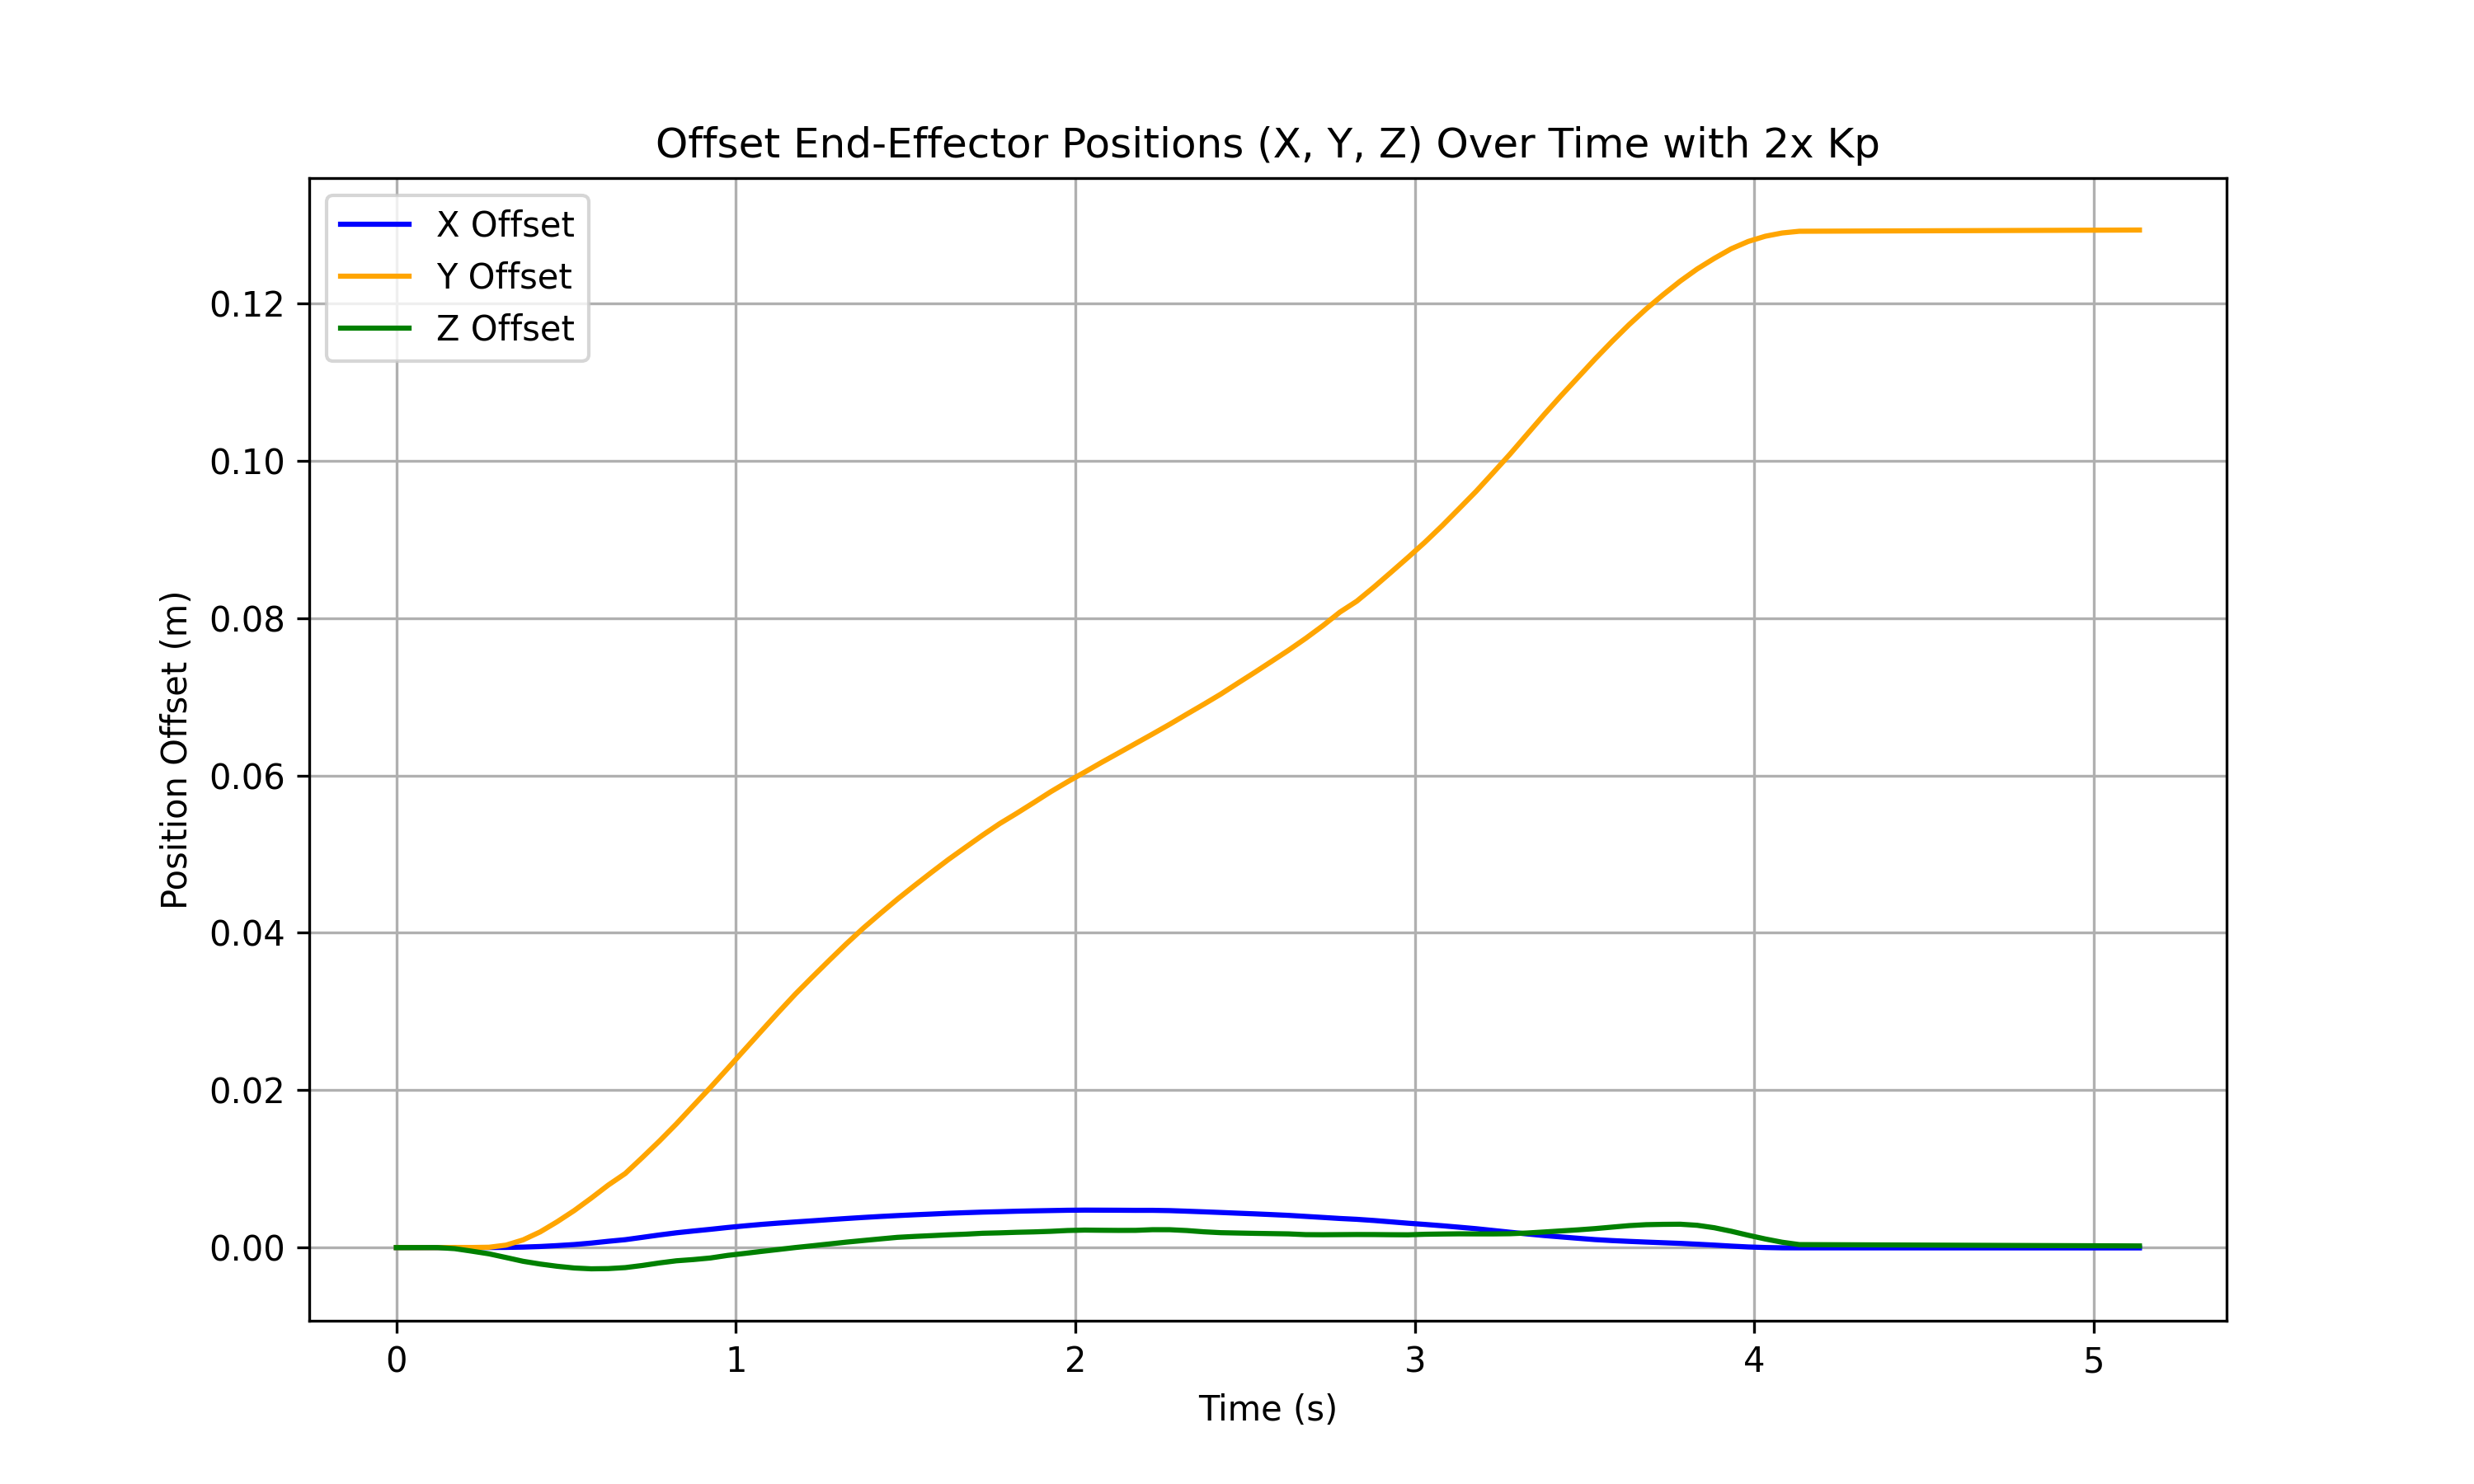 Offset End-Effector Positions (X, Y, Z) Over Time with 2x Kp
X Offset
Y Offset
Z Offset
Position Offset (m)
0.12
0.10
0.08
0.06
0.04
0.02
0.00
0 1 2 3 4 5
Time (s)